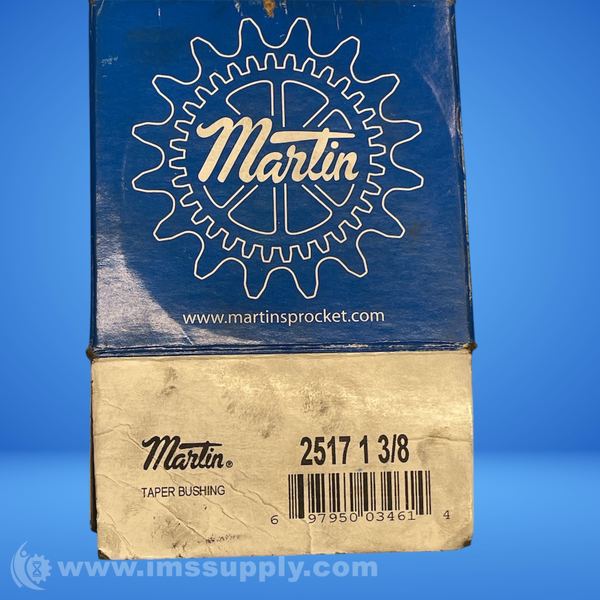 Martin
www.martinsprocket.com
Martin®
TAPER BUSHING
2517 1 3/8
6 97950 03461 4
www.imssupply.com